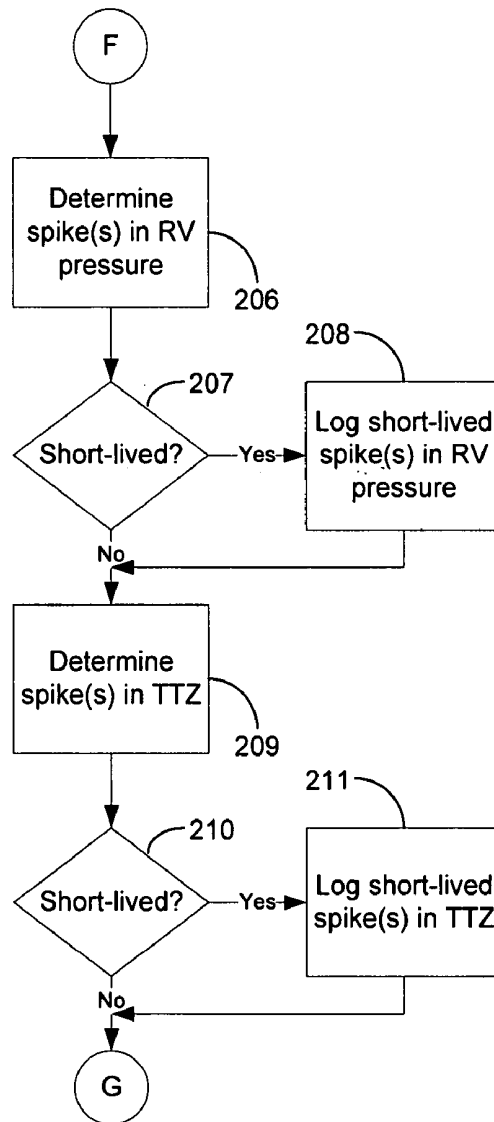 F
Determine
spike(s) in RV
pressure
206
207
208
Short-lived?
Yes
Log short-lived
spike(s) in RV
pressure
No
Determine
spike(s) in TTZ
209
210
211
Short-lived?
Yes
Log short-lived
spike(s) in TTZ
No
G